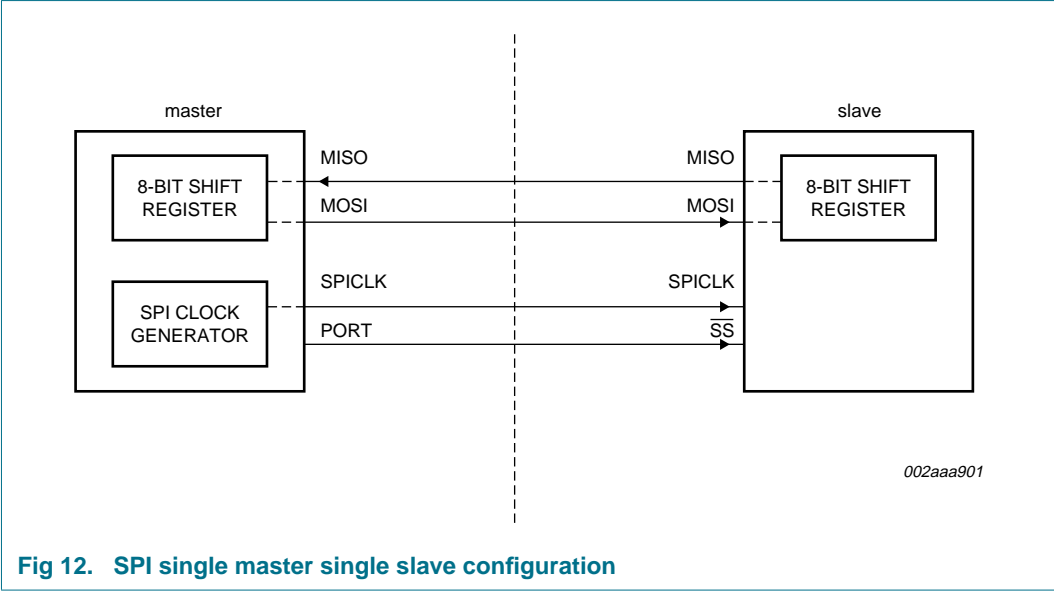 master
slave
8-BIT SHIFT
REGISTER
MISO
MISO
MOSI
MOSI
8-BIT SHIFT
REGISTER
SPI CLOCK
GENERATOR
SPICLK
SPICLK
PORT
S̅S̅
002aaa901
Fig 12. SPI single master single slave configuration